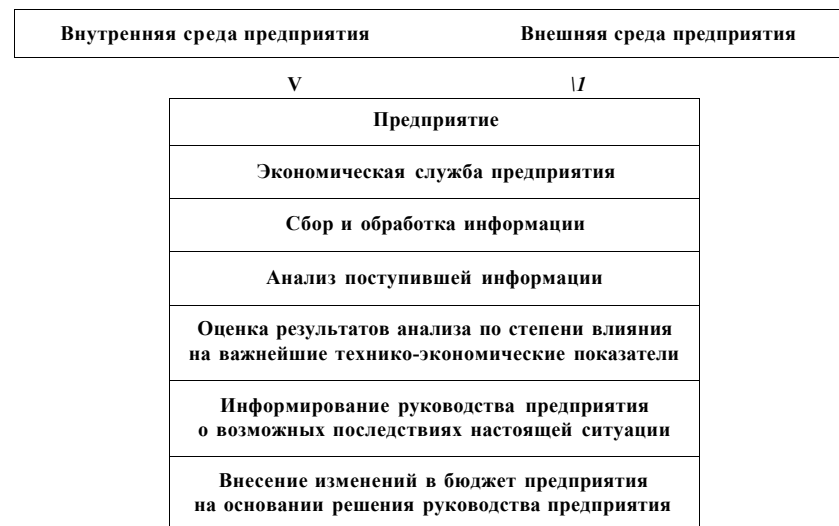 Внутренняя среда предприятия Внешняя среда предприятия
V \1
Предприятие
Экономическая служба предприятия
Сбор и обработка информации
Анализ поступившей информации
Оценка результатов анализа по степени влияния
на важнейшие технико-экономические показатели
Информирование руководства предприятия
о возможных последствиях настоящей ситуации
Внесение изменений в бюджет предприятия
на основании решения руководства предприятия